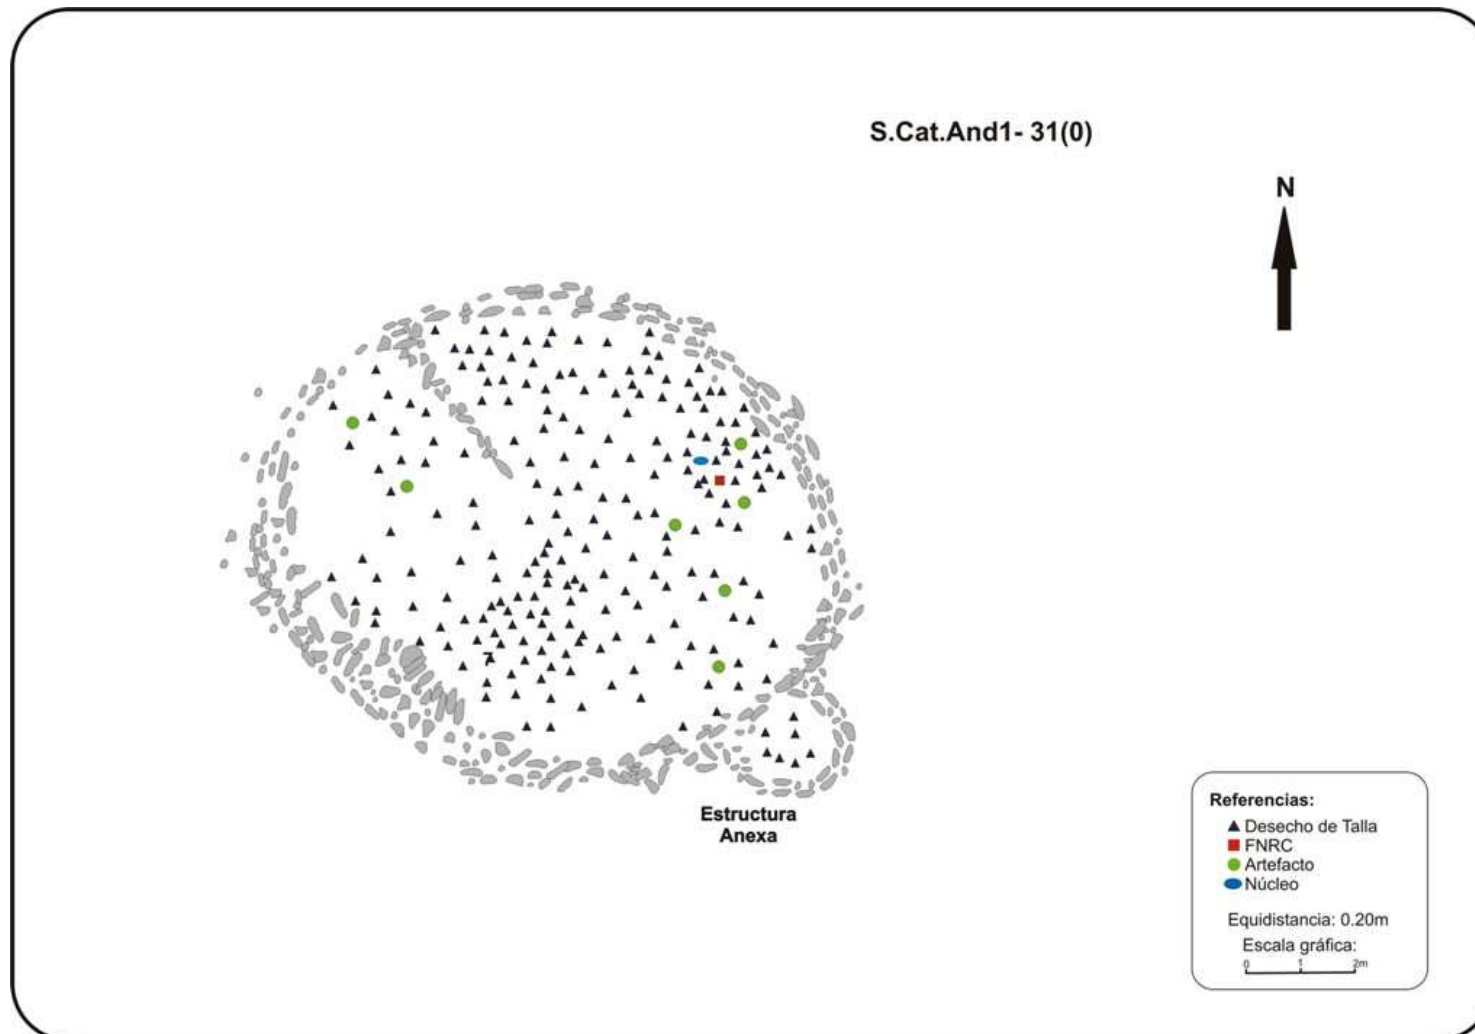 S.Cat.And1- 31(0)
N
Estructura
Anexa
Referencias:
Desecho de Talla
FNRC
Artefacto
Núcleo
Equidistancia: 0.20m
Escala gráfica:
0 1 2m